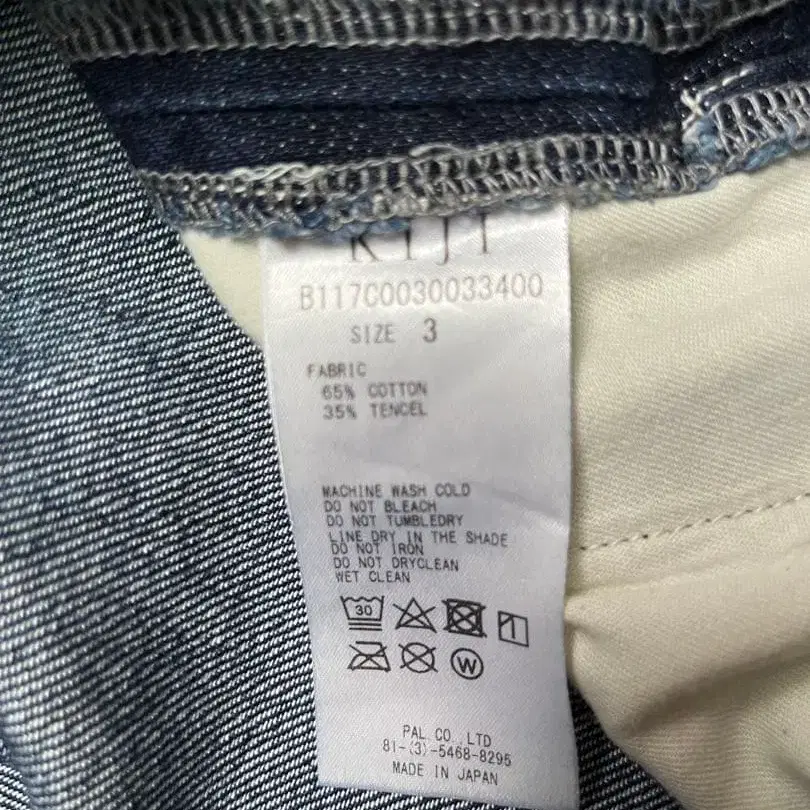 KIJI
B117C0030033400
SIZE 3
FABRIC
65% COTTON
35% TENCEL
MACHINE WASH COLD
DO NOT BLEACH
DO NOT TUMBLEDRY
LINE DRY IN THE SHADE
DO NOT IRON
DO NOT DRYCLEAN
WET CLEAN
30
W
PAL CO.,LTD
81-(3)-5468-8295
MADE IN JAPAN